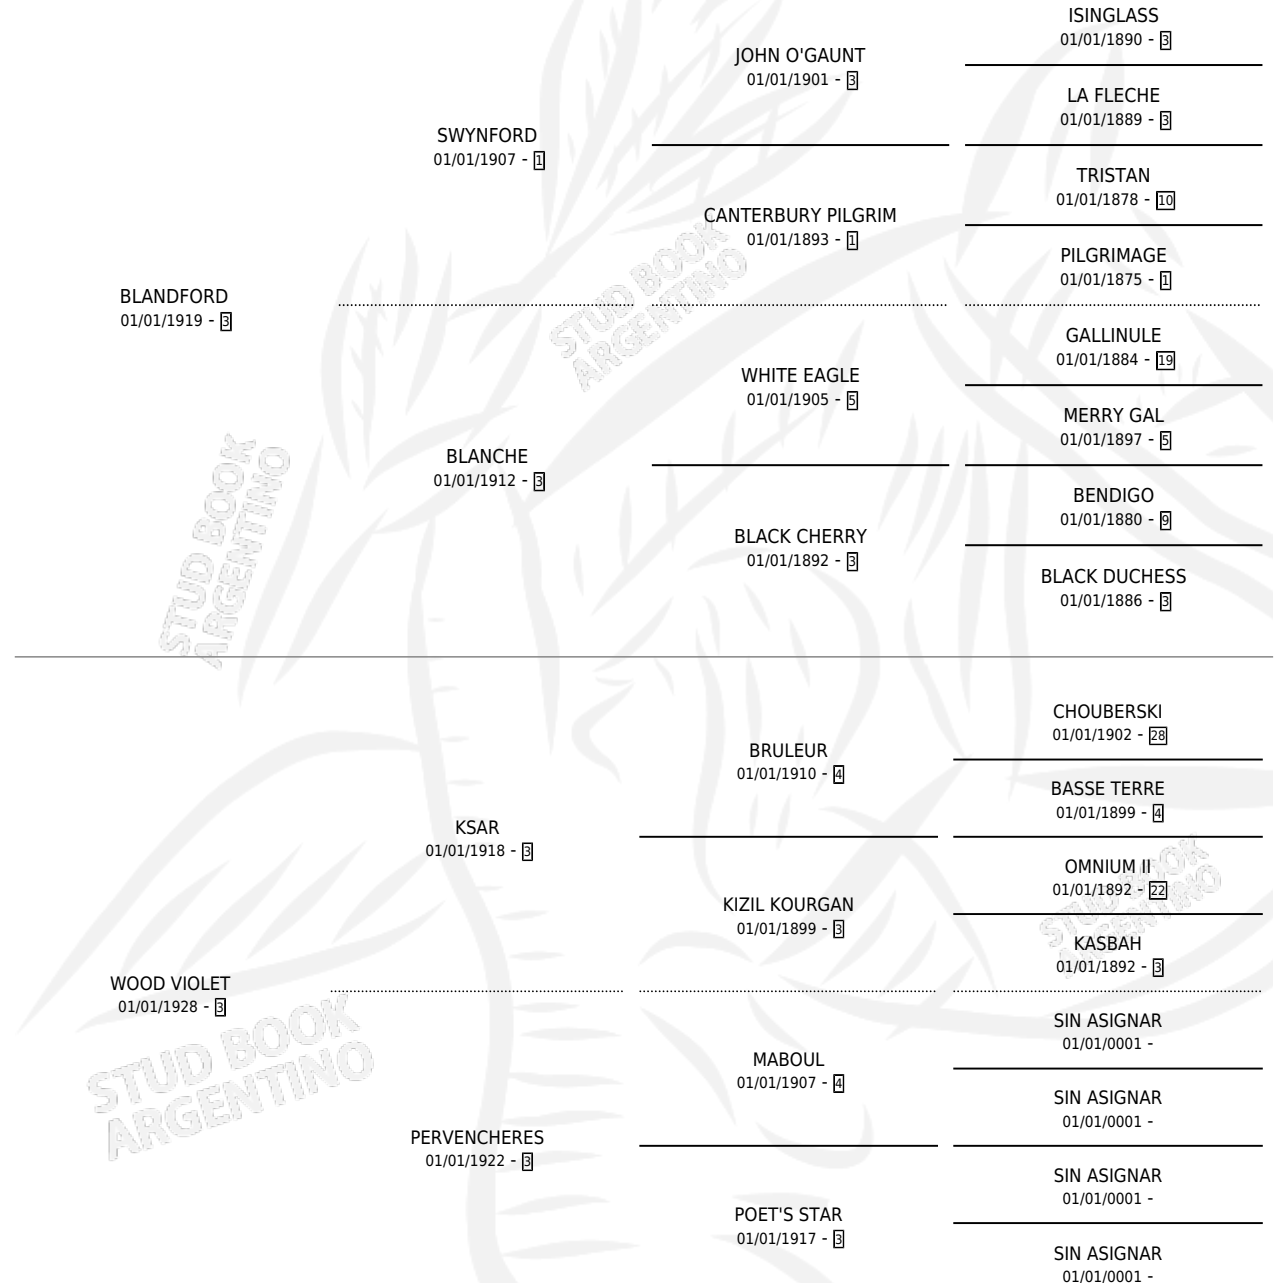 ISINGLASS
01/01/1890 - 3
JOHN O'GAUNT
01/01/1901 - 3
LA FLECHE
01/01/1889 - 3
SWYNFORD
01/01/1907 - 1
TRISTAN
01/01/1878 - 10
CANTERBURY PILGRIM
01/01/1893 - 1
PILGRIMAGE
01/01/1875 - 1
BLANDFORD
01/01/1919 - 3
GALLINULE
01/01/1884 - 19
WHITE EAGLE
01/01/1905 - 5
MERRY GAL
01/01/1897 - 5
BLANCHE
01/01/1912 - 3
BENDIGO
01/01/1880 - 9
BLACK CHERRY
01/01/1892 - 3
BLACK DUCHESS
01/01/1886 - 3
CHOUBERSKI
01/01/1902 - 28
BRULEUR
01/01/1910 - 4
BASSE TERRE
01/01/1899 - 4
KSAR
01/01/1918 - 3
OMNIUM II
01/01/1892 - 22
KIZIL KOURGAN
01/01/1899 - 3
KASBAH
01/01/1892 - 3
WOOD VIOLET
01/01/1928 - 3
SIN ASIGNAR
01/01/0001 -
MABOUL
01/01/1907 - 4
SIN ASIGNAR
01/01/0001 -
PERVENCHERES
01/01/1922 - 3
SIN ASIGNAR
01/01/0001 -
POET'S STAR
01/01/1917 - 3
SIN ASIGNAR
01/01/0001 -
STUD BOOK
ARGENTINO
STUD BOOK
ARGENTINO
STUD BOOK
ARGENTINO
STUD BOOK
ARGENTINO